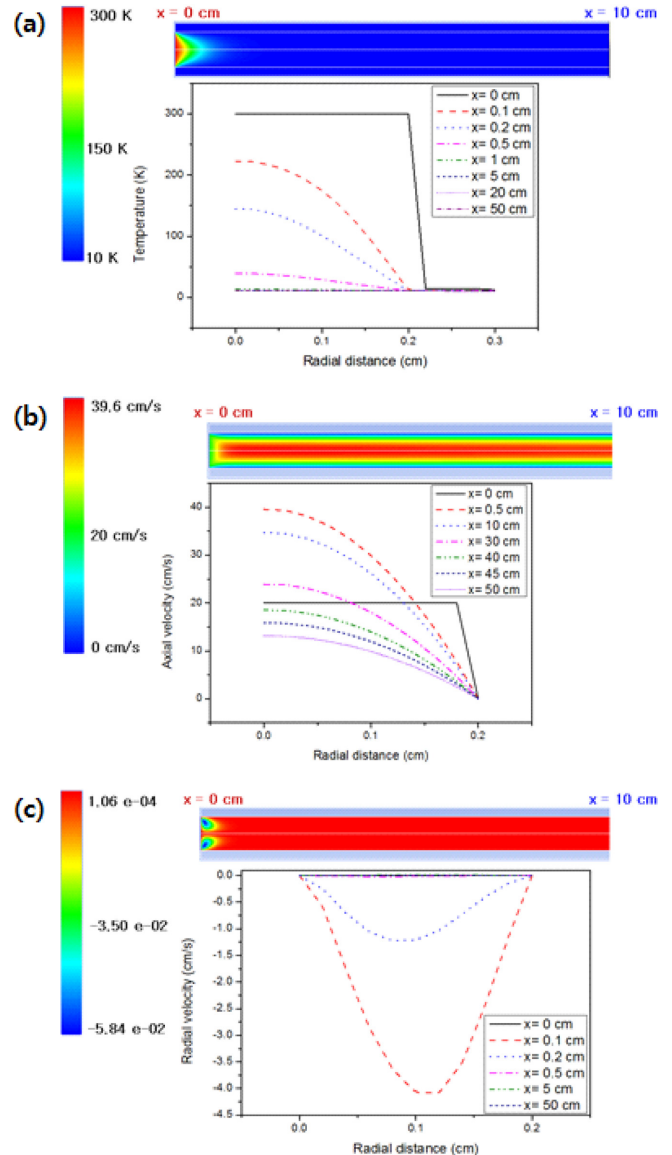 (a)
300 K
150 K
10 K
x = 0 cm
x = 10 cm
Temperature (K)
300
200
100
0
x= 0 cm
x= 0.1 cm
x= 0.2 cm
x= 0.5 cm
x= 1 cm
x= 5 cm
x= 20 cm
x= 50 cm
0.0 0.1 0.2 0.3
Radial distance (cm)
(b)
39.6 cm/s
20 cm/s
0 cm/s
x = 0 cm
x = 10 cm
Axial velocity (cm/s)
40
30
20
10
0
x= 0 cm
x= 0.5 cm
x= 10 cm
x= 30 cm
x= 40 cm
x= 45 cm
x= 50 cm
0.0 0.1 0.2
Radial distance (cm)
(c)
1.06 e-04
-3.50 e-02
-5.84 e-02
x = 0 cm
x = 10 cm
Radial velocity (cm/s)
0.0
-0.5
-1.0
-1.5
-2.0
-2.5
-3.0
-3.5
-4.0
-4.5
x= 0 cm
x= 0.1 cm
x= 0.2 cm
x= 0.5 cm
x= 5 cm
x= 50 cm
0.0 0.1 0.2
Radial distance (cm)